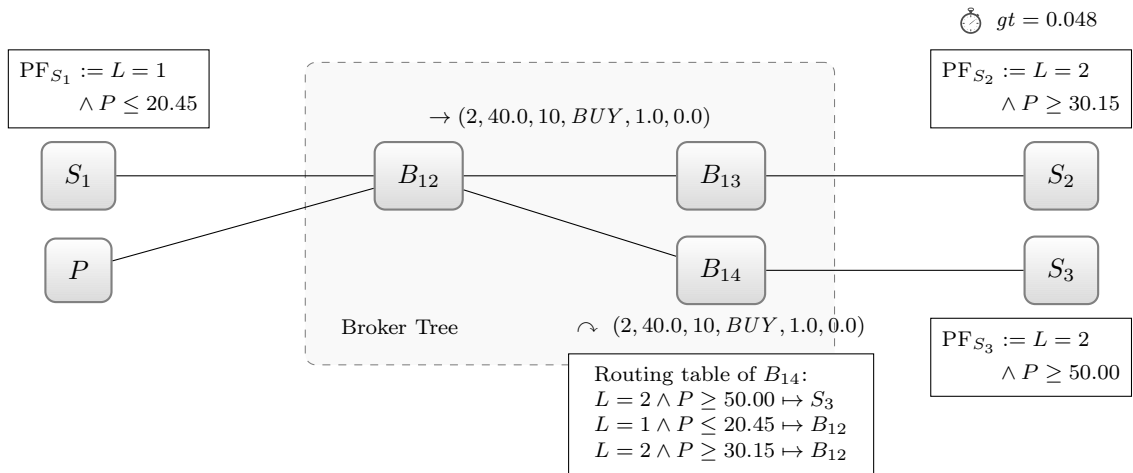 gt = 0.048
PF_{S_1} := L = 1
∧ P ≤ 20.45
PF_{S_2} := L = 2
∧ P ≥ 30.15
→ (2, 40.0, 10, BUY, 1.0, 0.0)
S_1
B_{12}
B_{13}
S_2
P
B_{14}
S_3
Broker Tree
↷ (2, 40.0, 10, BUY, 1.0, 0.0)
PF_{S_3} := L = 2
∧ P ≥ 50.00
Routing table of B_{14}:
L = 2 ∧ P ≥ 50.00 ↦ S_3
L = 1 ∧ P ≤ 20.45 ↦ B_{12}
L = 2 ∧ P ≥ 30.15 ↦ B_{12}